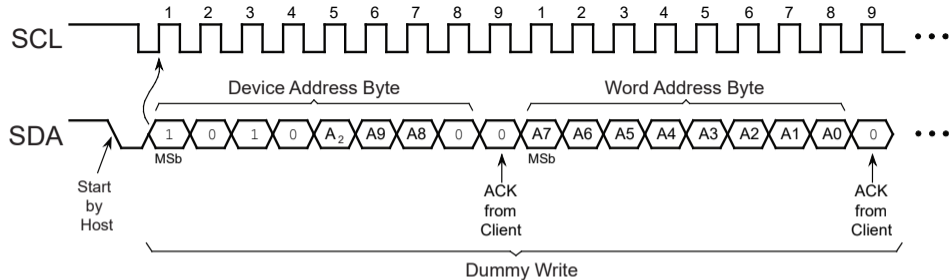 1 2 3 4 5 6 7 8 9 1 2 3 4 5 6 7 8 9
SCL
Device Address Byte Word Address Byte
SDA 1 0 1 0 A2 A9 A8 0 0 A7 A6 A5 A4 A3 A2 A1 A0 0
MSb MSb
Start
by
Host
ACK
from
Client
ACK
from
Client
Dummy Write